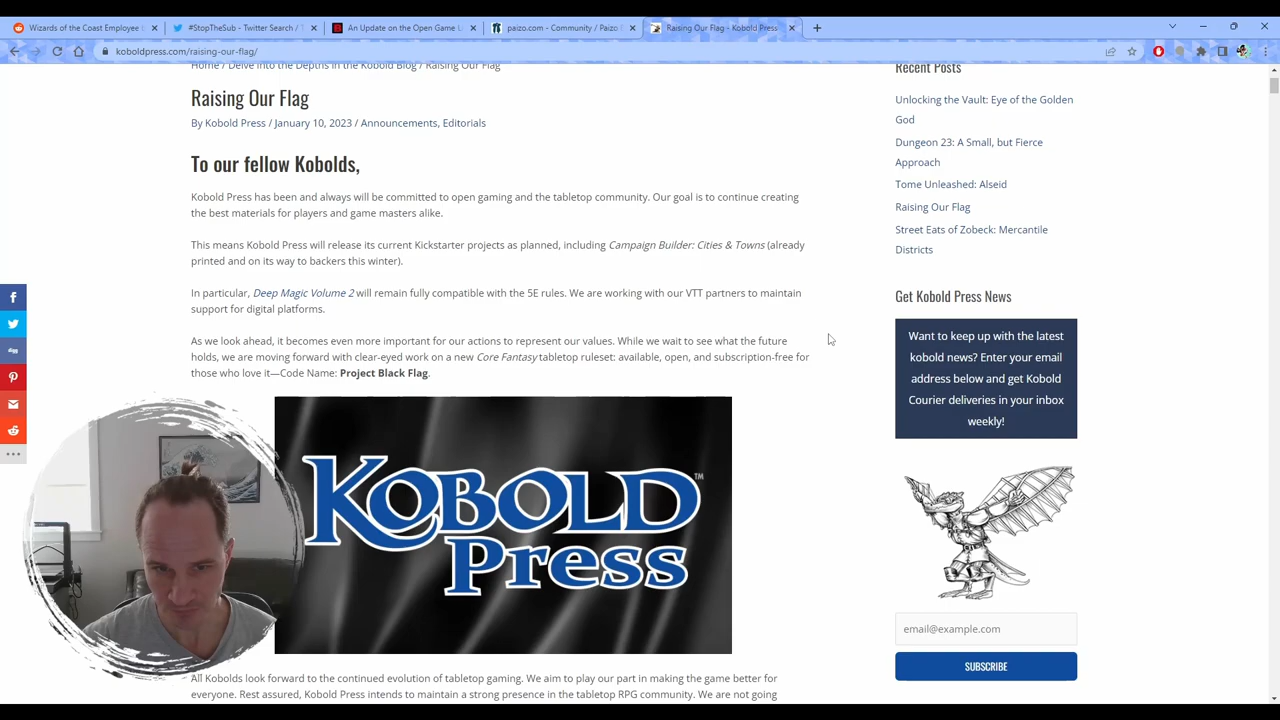 Wizards of the Coast Employee
#StopTheSub - Twitter Search / T
An Update on the Open Game L
paizo.com - Community / Paizo
Raising Our Flag - Kobold Press
koboldpress.com/raising-our-flag/
Home / Delve into the Depths in the Kobold Blog / Raising Our Flag
Raising Our Flag
By Kobold Press / January 10, 2023 / Announcements, Editorials
To our fellow Kobolds,
Kobold Press has been and always will be committed to open gaming and the tabletop community. Our goal is to continue creating
the best materials for players and game masters alike.
This means Kobold Press will release its current Kickstarter projects as planned, including Campaign Builder: Cities & Towns (already
printed and on its way to backers this winter).
In particular, Deep Magic Volume 2 will remain fully compatible with the 5E rules. We are working with our VTT partners to maintain
support for digital platforms.
As we look ahead, it becomes even more important for our actions to represent our values. While we wait to see what the future
holds, we are moving forward with clear-eyed work on a new Core Fantasy tabletop ruleset: available, open, and subscription-free for
those who love it—Code Name: Project Black Flag.
KOBOLD
Press
™
All Kobolds look forward to the continued evolution of tabletop gaming. We aim to play our part in making the game better for
everyone. Rest assured, Kobold Press intends to maintain a strong presence in the tabletop RPG community. We are not going
Recent Posts
Unlocking the Vault: Eye of the Golden
God
Dungeon 23: A Small, but Fierce
Approach
Tome Unleashed: Alseid
Raising Our Flag
Street Eats of Zobeck: Mercantile
Districts
Get Kobold Press News
Want to keep up with the latest
kobold news? Enter your email
address below and get Kobold
Courier deliveries in your inbox
weekly!
email@example.com
SUBSCRIBE